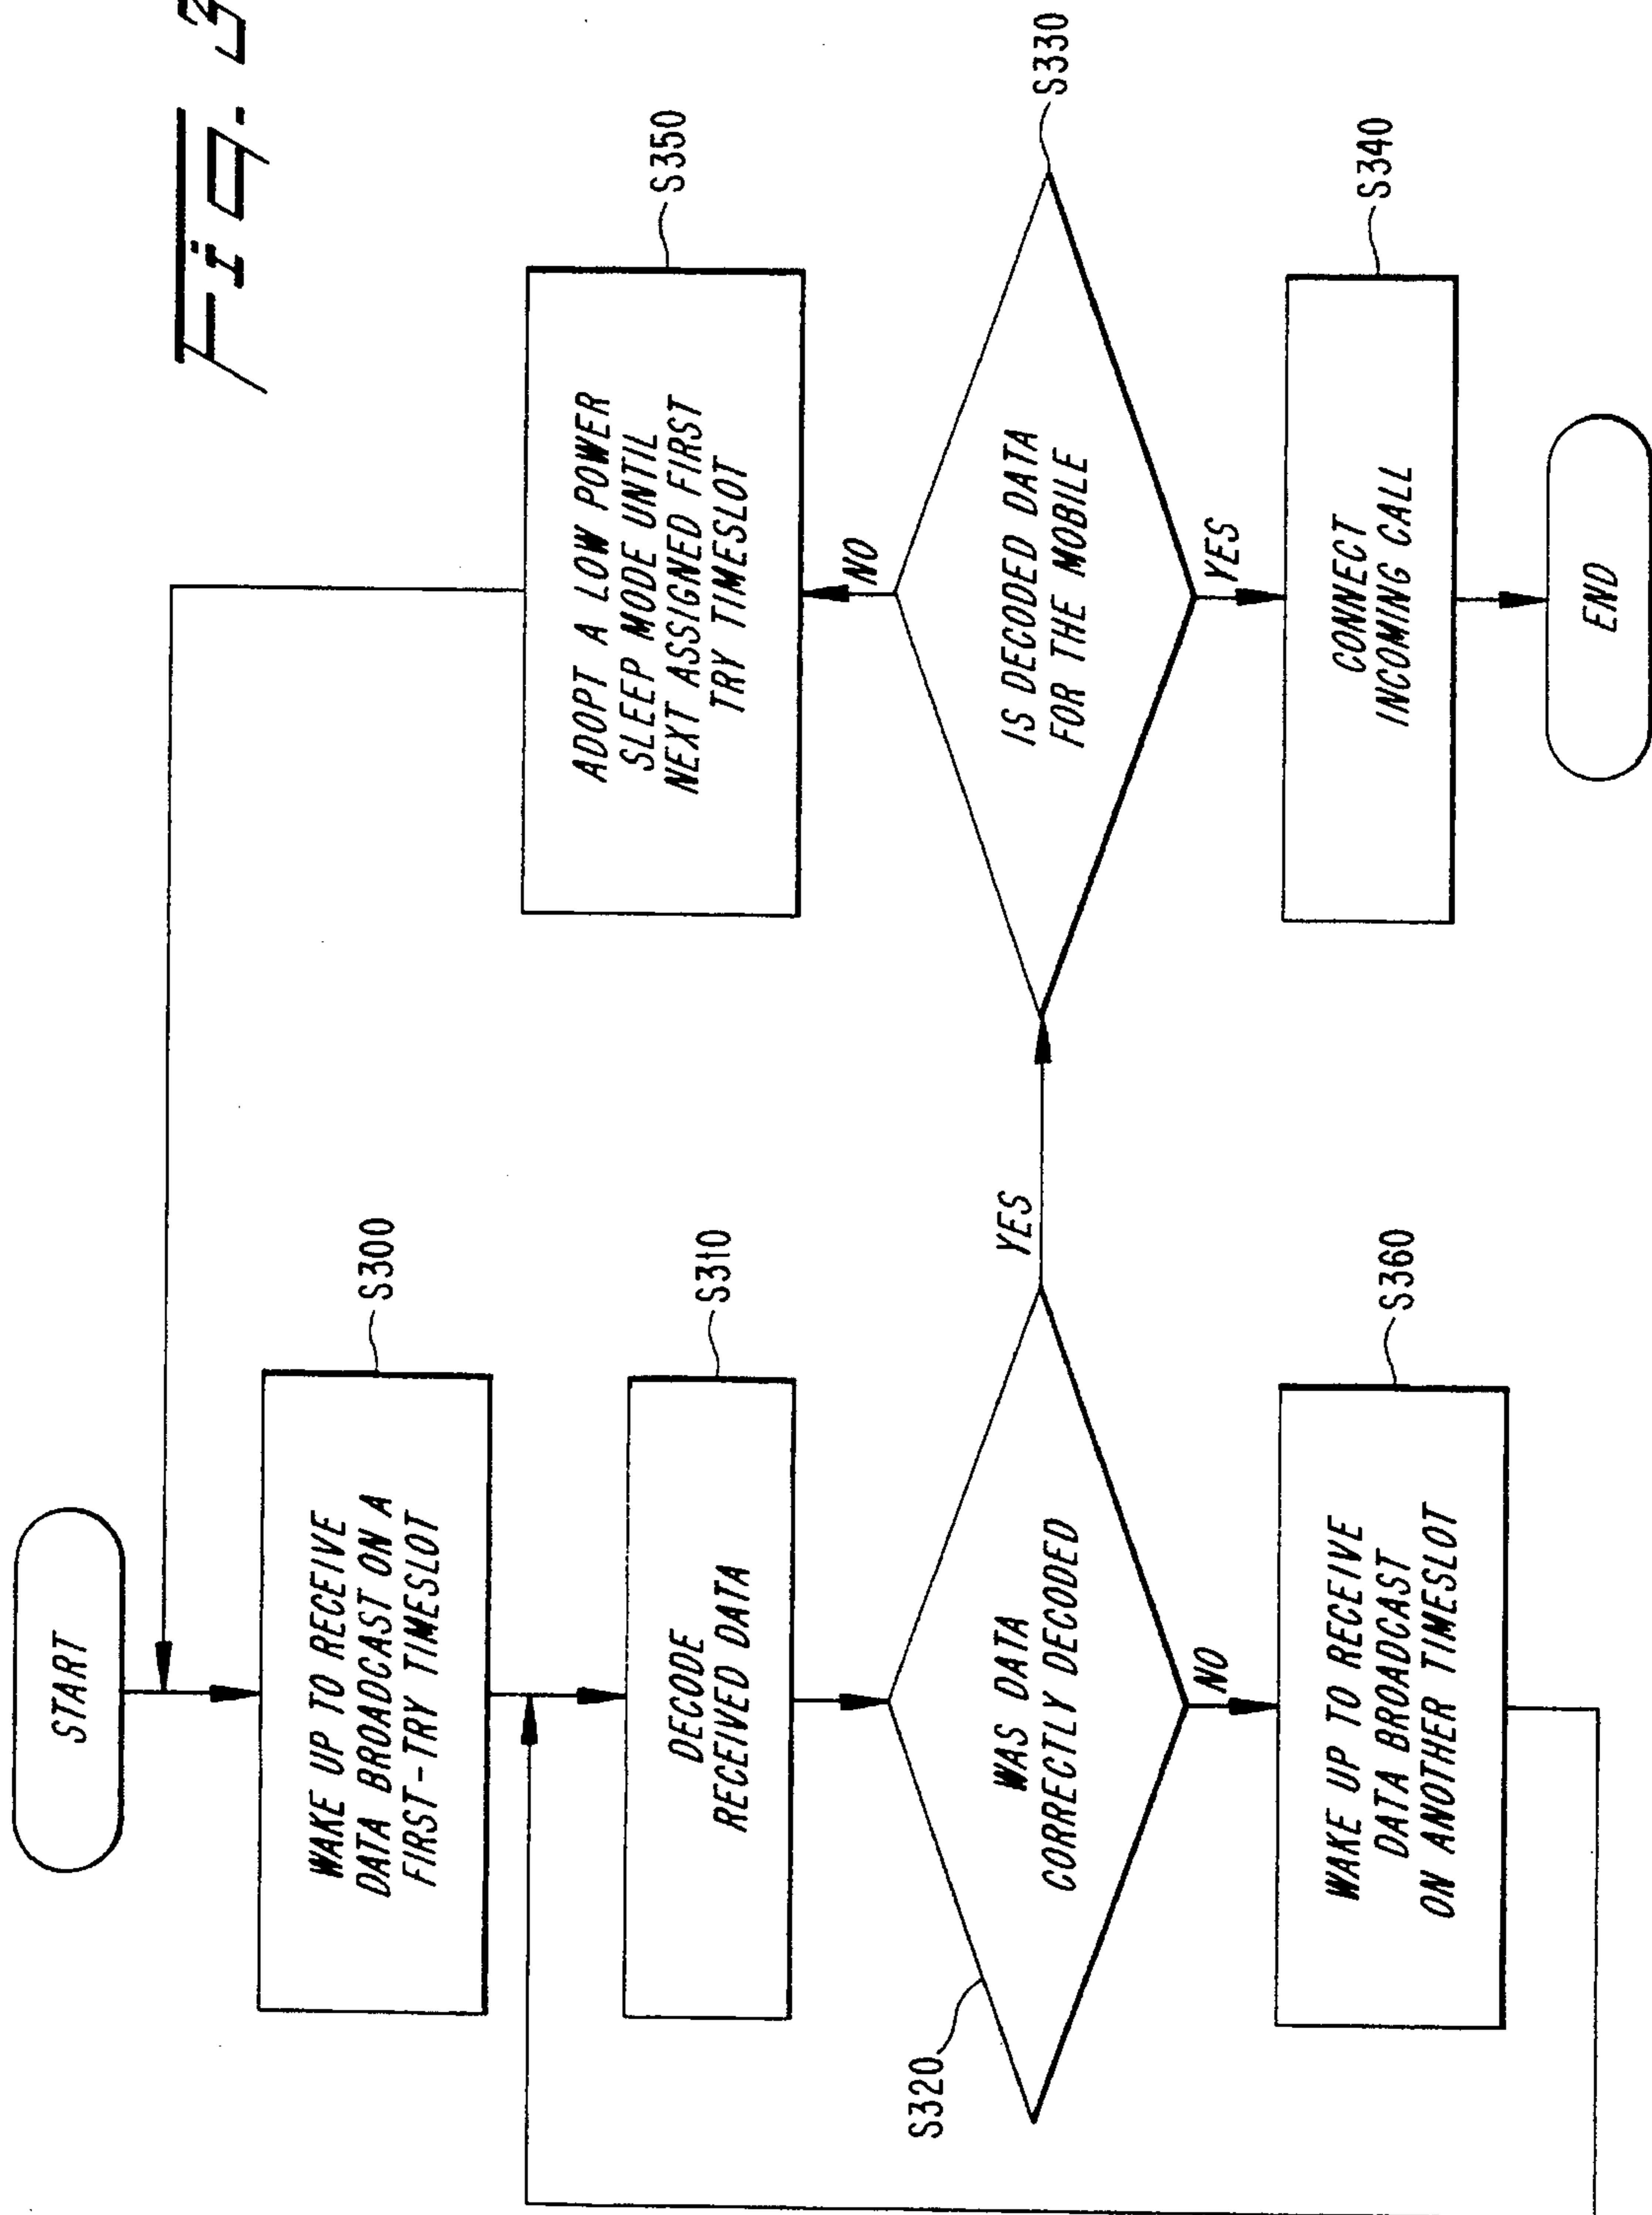 Fig. 3
START
WAKE UP TO RECEIVE
DATA BROADCAST ON A
FIRST-TRY TIMESLOT
S300
DECODE
RECEIVED DATA
S310
WAS DATA
CORRECTLY DECODED
S320
YES
NO
WAKE UP TO RECEIVE
DATA BROADCAST
ON ANOTHER TIMESLOT
S360
ADOPT A LOW POWER
SLEEP MODE UNTIL
NEXT ASSIGNED FIRST
TRY TIMESLOT
S350
NO
IS DECODED DATA
FOR THE MOBILE
S330
YES
CONNECT
INCOMING CALL
S340
END